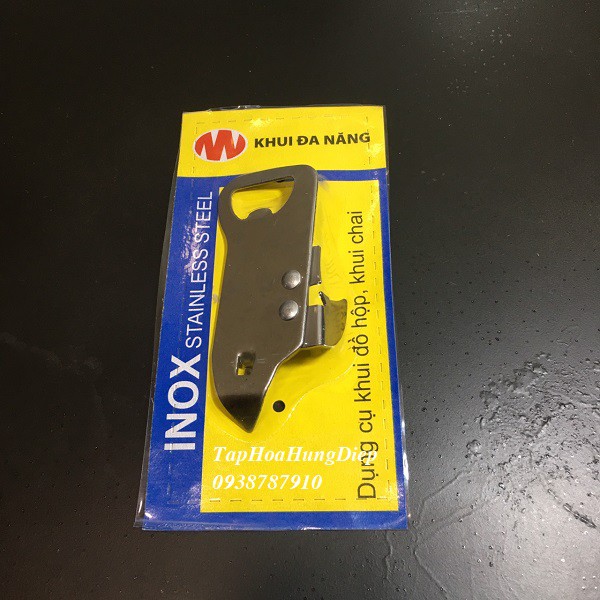 KHUI ĐA NĂNG
INOX STAINLESS STEEL
Dụng cụ khui đồ hộp, khui chai
TapHoaHungDiep
0938787910